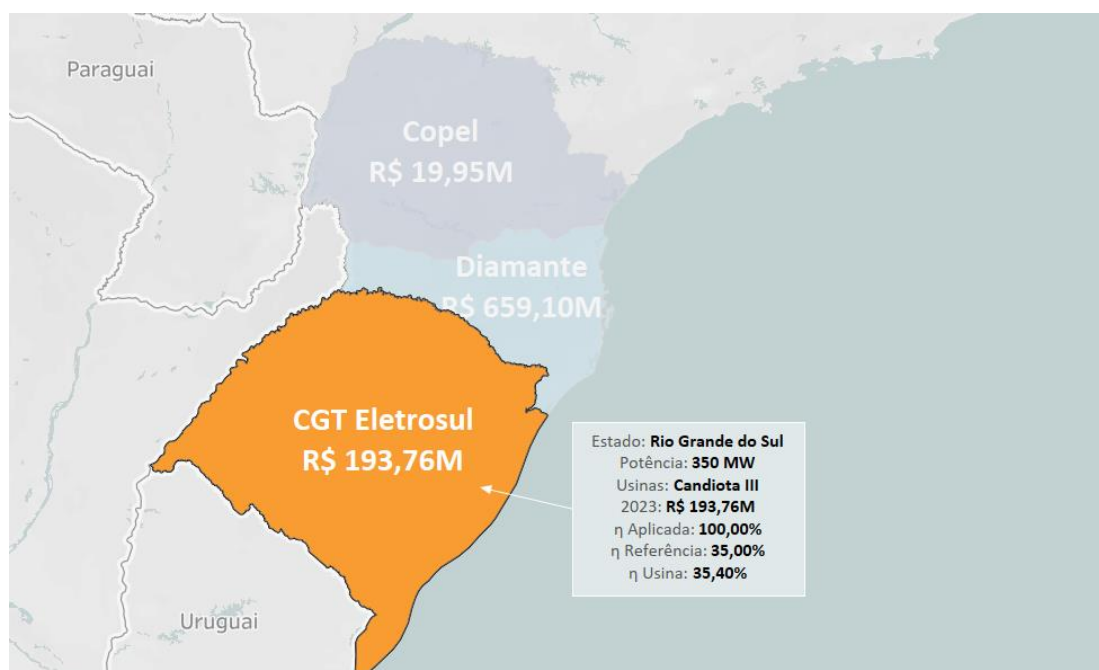 Paraguai
Copel
R$ 19,95M
Diamante
R$ 659,10M
CGT Eletrosul
R$ 193,76M
Estado: Rio Grande do Sul
Potência: 350 MW
Usinas: Candiota III
2023: R$ 193,76M
η Aplicada: 100,00%
η Referência: 35,00%
η Usina: 35,40%
Uruguai